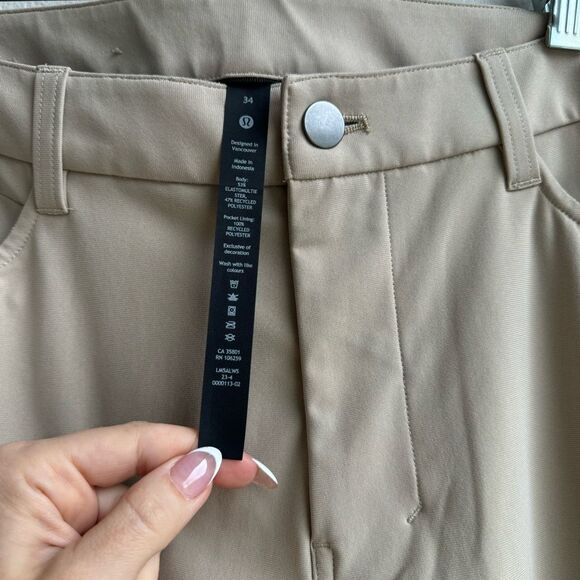 34
Designed in
Vancouver
Made in
Indonesia
Body:
53%
ELASTOMULTIE
STER,
47% RECYCLED
POLYESTER
Pocket Lining:
100%
RECYCLED
POLYESTER
Exclusive of
decoration
Wash with like
colours
CA 35801
RN 106259
LM5ALWS
23-4
0000113-02